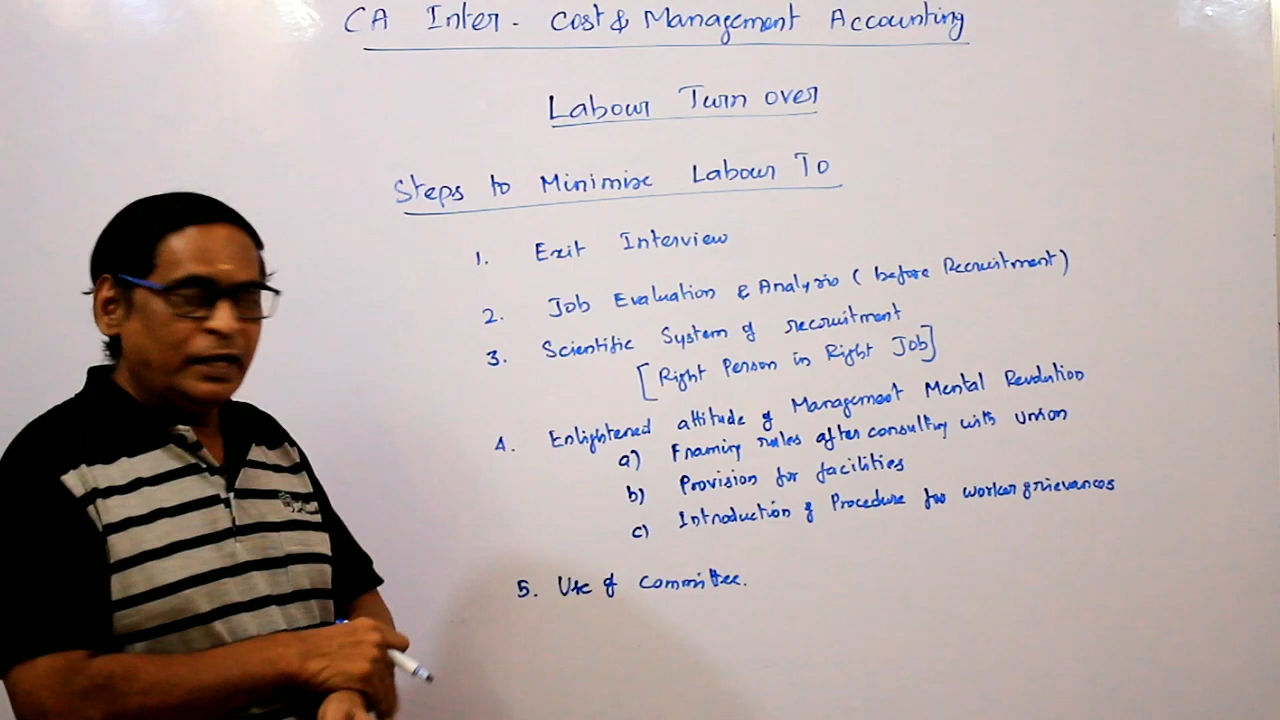 CA Inter - Cost & Management Accounting
Labour Turn over
Steps to Minimise Labour To
1. Exit Interview
2. Job Evaluation & Analysis ( before Recruitment )
3. Scientific System of recruitment
[ Right Person in Right Job ]
4. Enlightened attitude of Management Mental Revolution
a) Framing rules after consulting with Union
b) Provision for facilities
c) Introduction of Procedure for worker grievances
5. Use of committee.